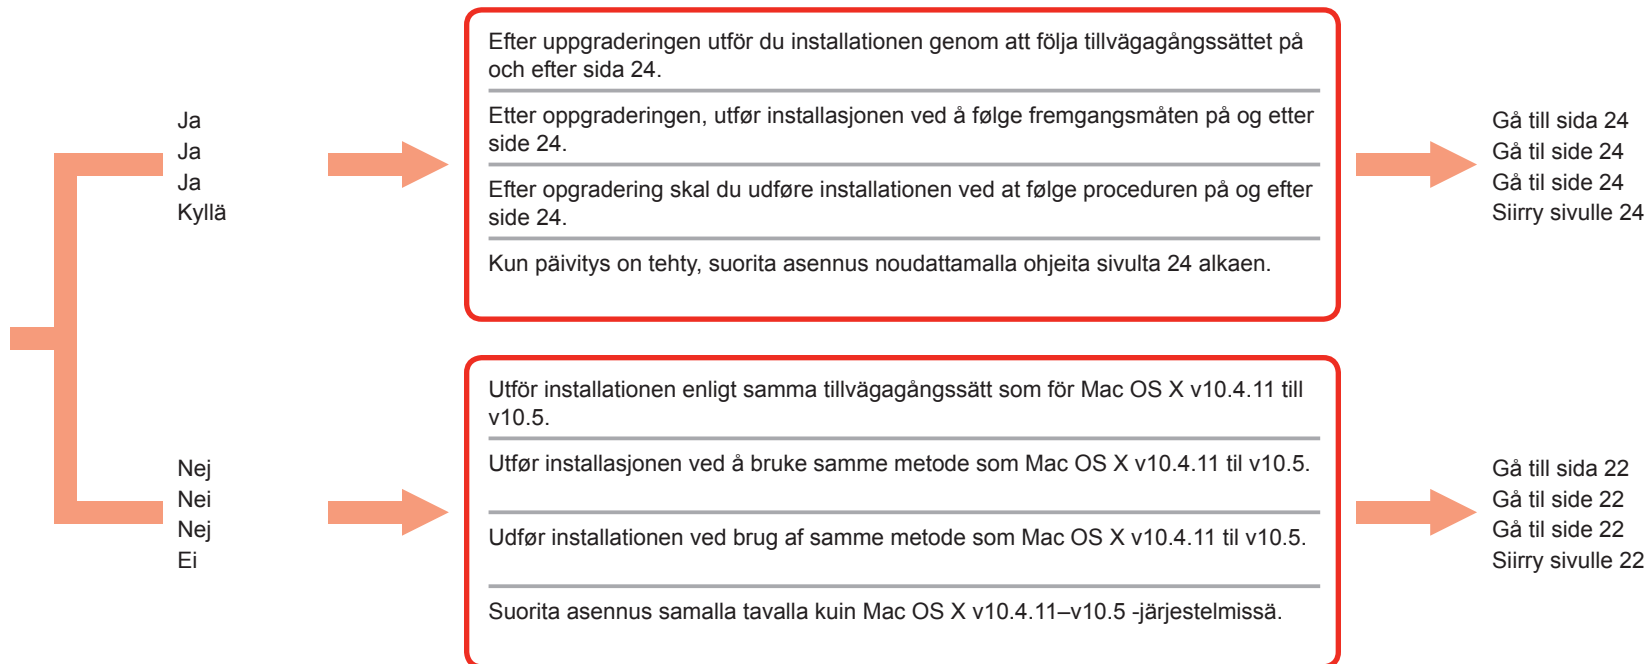 Ja
Ja
Ja
Kyllä
Efter uppgraderingen utför du installationen genom att följa tillvägagångssättet på
och efter sida 24.
Etter oppgraderingen, utfør installasjonen ved å følge fremgangsmåten på og etter
side 24.
Efter opgradering skal du udføre installationen ved at følge proceduren på og efter
side 24.
Kun päivitys on tehty, suorita asennus noudattamalla ohjeita sivulta 24 alkaen.
Gå till sida 24
Gå til side 24
Gå til side 24
Siirry sivulle 24
Nej
Nei
Nej
Ei
Utför installationen enligt samma tillvägagångssätt som för Mac OS X v10.4.11 till
v10.5.
Utfør installasjonen ved å bruke samme metode som Mac OS X v10.4.11 til v10.5.
Udfør installationen ved brug af samme metode som Mac OS X v10.4.11 til v10.5.
Suorita asennus samalla tavalla kuin Mac OS X v10.4.11–v10.5 -järjestelmissä.
Gå till sida 22
Gå til side 22
Gå til side 22
Siirry sivulle 22